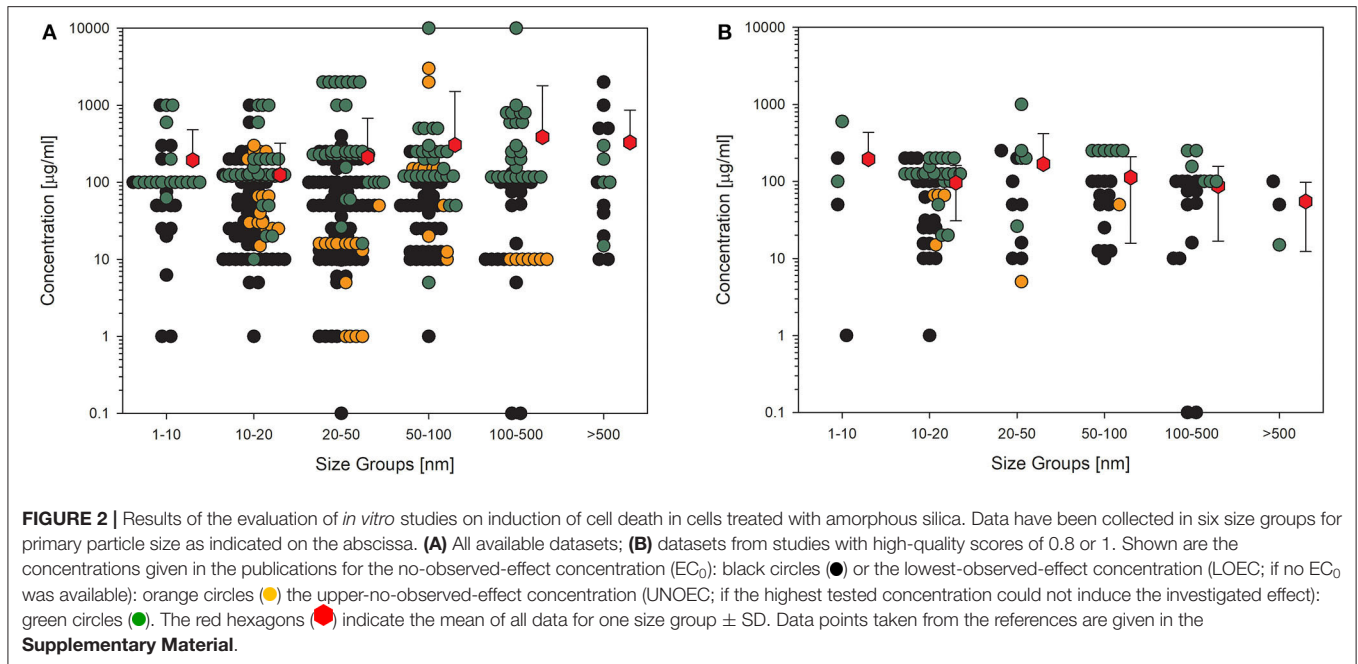 A
B
10000
1000
100
10
1
0.1
Concentration [µg/ml]
1-10 10-20 20-50 50-100 100-500 >500
Size Groups [nm]
10000
1000
100
10
1
0.1
Concentration [µg/ml]
1-10 10-20 20-50 50-100 100-500 >500
Size Groups [nm]
FIGURE 2 | Results of the evaluation of in vitro studies on induction of cell death in cells treated with amorphous silica. Data have been collected in six size groups for
primary particle size as indicated on the abscissa. (A) All available datasets; (B) datasets from studies with high-quality scores of 0.8 or 1. Shown are the
concentrations given in the publications for the no-observed-effect concentration (EC₀): black circles (●) or the lowest-observed-effect concentration (LOEC; if no EC₀
was available): orange circles (●) the upper-no-observed-effect concentration (UNOEC; if the highest tested concentration could not induce the investigated effect):
green circles (●). The red hexagons (⬢) indicate the mean of all data for one size group ± SD. Data points taken from the references are given in the
Supplementary Material.